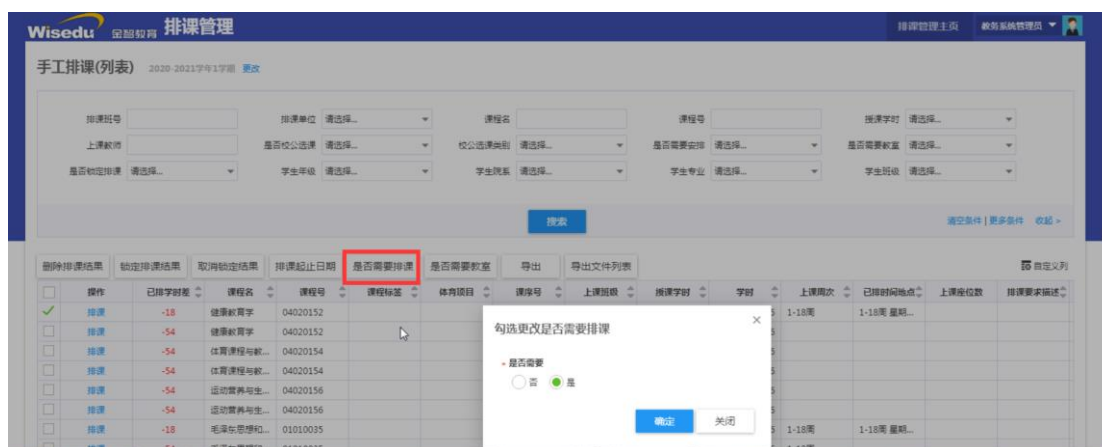 Wisedu 金智教育 排课管理 排课管理主页 教务系统管理员
手工排课(列表) 2020-2021学年1学期 更改
排课班号 排课单位 请选择... 课程名 课程号 授课学时 请选择...
上课教师 是否校公选课 请选择... 校公选课类别 请选择... 是否需要安排 请选择... 是否需要教室 请选择...
是否锁定排课 请选择... 学生年级 请选择... 学生院系 请选择... 学生专业 请选择... 学生班级 请选择...
搜索 清空条件 | 更多条件 收起
删除排课结果 锁定排课结果 取消锁定结果 排课起止日期 是否需要排课 是否需要教室 导出 导出文件列表 自定义列
操作 已排学时差 课程名 课程号 课程标签 体育项目 课序号 上课班级 授课学时 学时 上课周次 已排时间地点 上课座位数 排课要求描述
排课 -18 健康教育学 04020152 1-18周 1-18周 星期...
排课 -54 健康教育学 04020152
排课 -54 体育课程与教... 04020154
排课 -54 体育课程与教... 04020154
排课 -54 运动营养与生... 04020156
排课 -54 运动营养与生... 04020156
排课 -18 毛泽东思想和... 01010035 5 1-18周 1-18周 星期...
勾选更改是否需要排课 ×
* 是否需要
否 是
确定 关闭